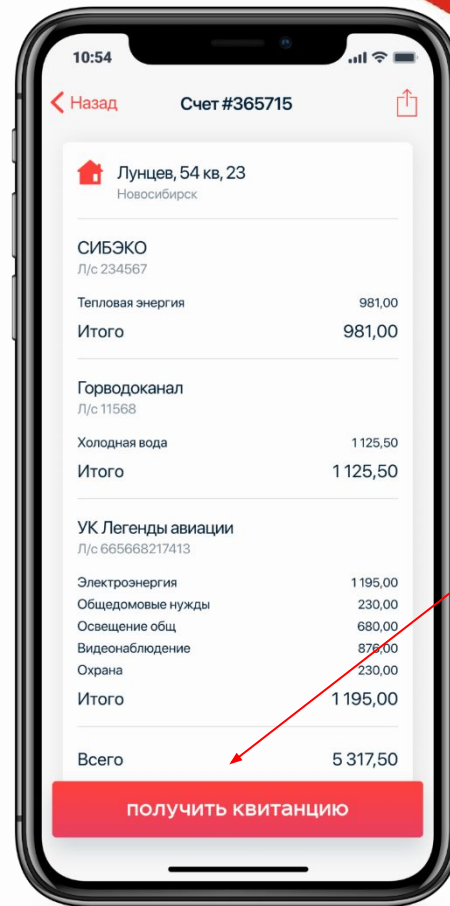 10:54
Назад Счет #365715
Лунцев, 54 кв, 23
Новосибирск
СИБЭКО
Л/с 234567
Тепловая энергия 981,00
Итого 981,00
Горводоканал
Л/с 11568
Холодная вода 1 125,50
Итого 1 125,50
УК Легенды авиации
Л/с 665668217413
Электроэнергия 1 195,00
Общедомовые нужды 230,00
Освещение общ 680,00
Видеонаблюдение 876,00
Охрана 230,00
Итого 1 195,00
Всего 5 317,50
получить квитанцию